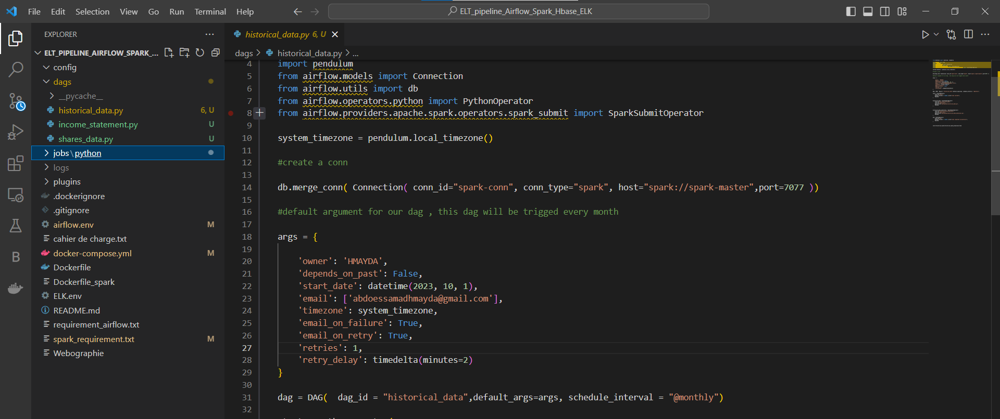 File Edit Selection View Go Run Terminal Help
ELT_pipeline_Airflow_Spark_Hbase_ELK
EXPLORER
ELT_PIPELINE_AIRFLOW_SPARK_...
config
dags
__pycache__
historical_data.py 6, U
income_statement.py U
shares_data.py U
jobs\python
logs
plugins
.dockerignore
.gitignore
airflow.env M
cahier de charge.txt
docker-compose.yml M
Dockerfile
Dockerfile_spark
ELK.env
README.md
requirement_airflow.txt
spark_requirement.txt M
Webographie
B
historical_data.py 6, U
dags > historical_data.py > ...
4 import pendulum
5 from airflow.models import Connection
6 from airflow.utils import db
7 from airflow.operators.python import PythonOperator
8 from airflow.providers.apache.spark.operators.spark_submit import SparkSubmitOperator
9
10 system_timezone = pendulum.local_timezone()
11
12 #create a conn
13
14 db.merge_conn( Connection( conn_id="spark-conn", conn_type="spark", host="spark://spark-master",port=7077 ))
15
16 #default argument for our dag , this dag will be trigged every month
17
18 args = {
19
20 'owner': 'HMAYDA',
21 'depends_on_past': False,
22 'start_date': datetime(2023, 10, 1),
23 'email': ['abdoessamadhmayda@gmail.com'],
24 'timezone': system_timezone,
25 'email_on_failure': True,
26 'email_on_retry': True,
27 'retries': 1,
28 'retry_delay': timedelta(minutes=2)
29 }
30
31 dag = DAG(  dag_id = "historical_data",default_args=args, schedule_interval = "@monthly")
32